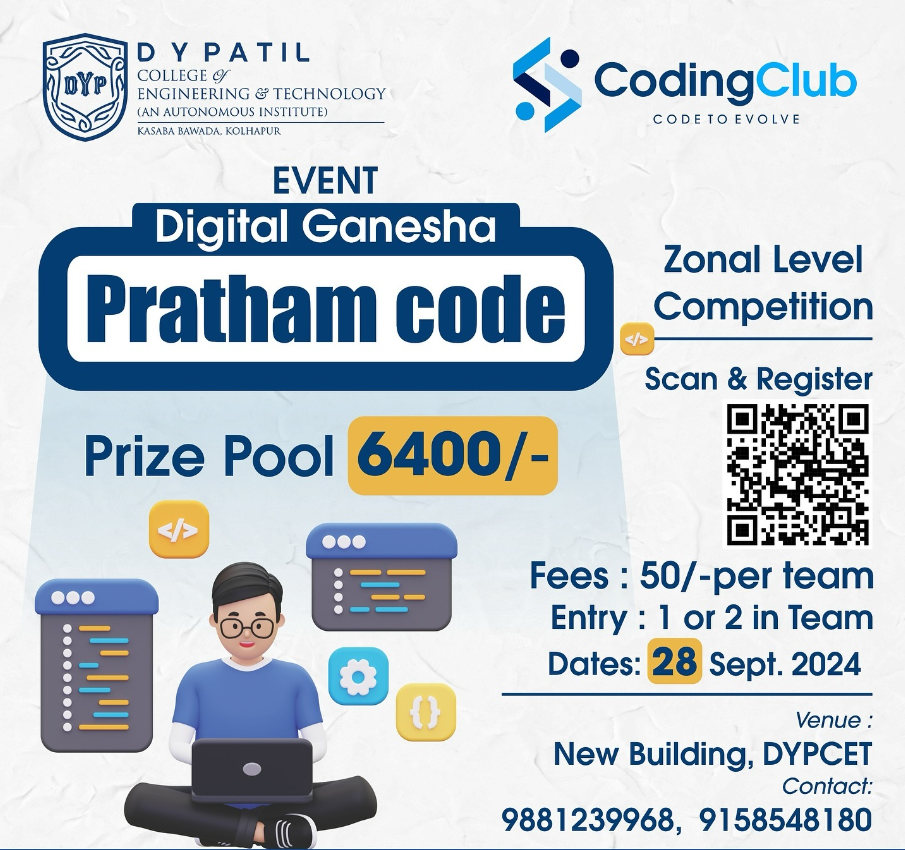 DYP
D Y PATIL
COLLEGE of
ENGINEERING & TECHNOLOGY
(AN AUTONOMOUS INSTITUTE)
KASABA BAWADA, KOLHAPUR
CodingClub
CODE TO EVOLVE
EVENT
Digital Ganesha
Pratham code
Zonal Level
Competition
</>
Scan & Register
Prize Pool 6400/-
</>
Fees : 50/-per team
Entry : 1 or 2 in Team
Dates: 28 Sept. 2024
{}
Venue :
New Building, DYPCET
Contact:
9881239968, 9158548180